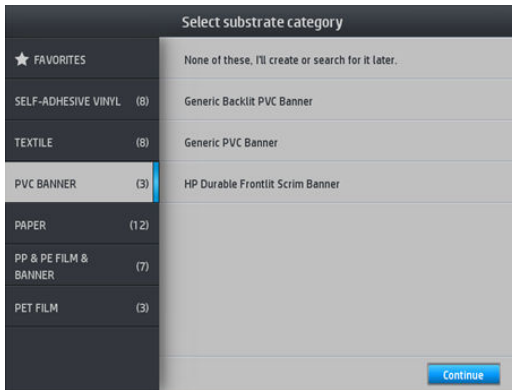 Select substrate category
FAVORITES
SELF-ADHESIVE VINYL (8)
TEXTILE (8)
PVC BANNER (3)
PAPER (12)
PP & PE FILM &
BANNER (7)
PET FILM (3)
None of these, I'll create or search for it later.
Generic Backlit PVC Banner
Generic PVC Banner
HP Durable Frontlit Scrim Banner
Continue